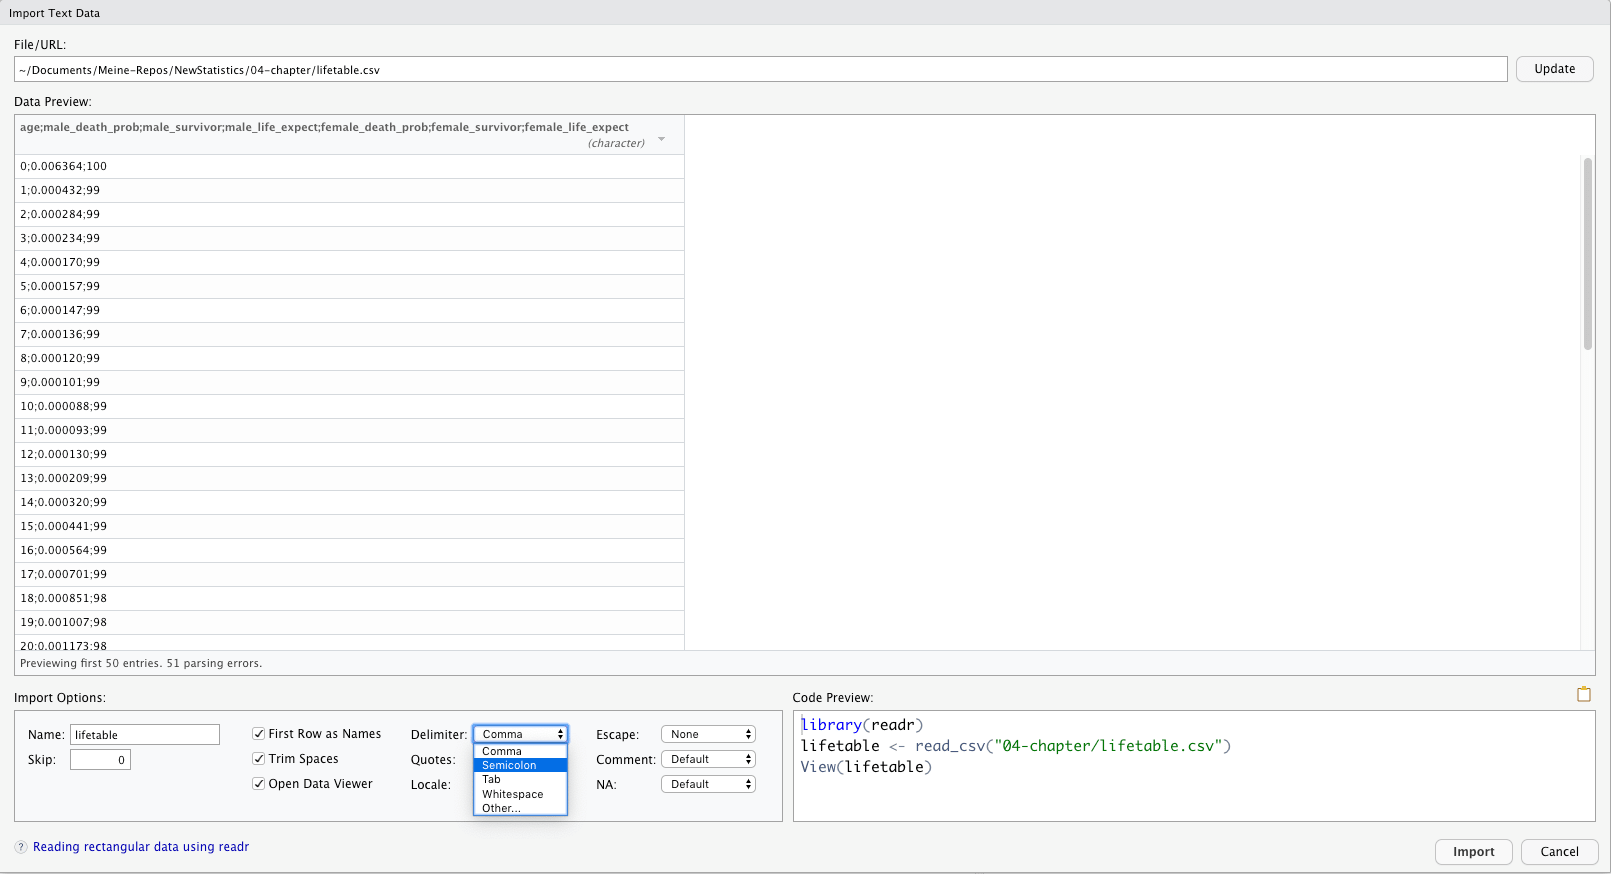 Import Text Data
File/URL:
~/Documents/Meine-Repos/NewStatistics/04-chapter/lifetable.csv
Update
Data Preview:
age;male_death_prob;male_survivor;male_life_expect;female_death_prob;female_survivor;female_life_expect
(character)
0;0.006364;100
1;0.000432;99
2;0.000284;99
3;0.000234;99
4;0.000170;99
5;0.000157;99
6;0.000147;99
7;0.000136;99
8;0.000120;99
9;0.000101;99
10;0.000088;99
11;0.000093;99
12;0.000130;99
13;0.000209;99
14;0.000320;99
15;0.000441;99
16;0.000564;99
17;0.000701;99
18;0.000851;98
19;0.001007;98
20;0.001173;98
Previewing first 50 entries. 51 parsing errors.
Import Options:
Name: lifetable
Skip: 0
First Row as Names
Trim Spaces
Open Data Viewer
Delimiter: Comma
Quotes:
Locale:
Comma
Semicolon
Tab
Whitespace
Other...
Escape: None
Comment: Default
NA: Default
Code Preview:
library(readr)
lifetable <- read_csv("04-chapter/lifetable.csv")
View(lifetable)
? Reading rectangular data using readr
Import
Cancel